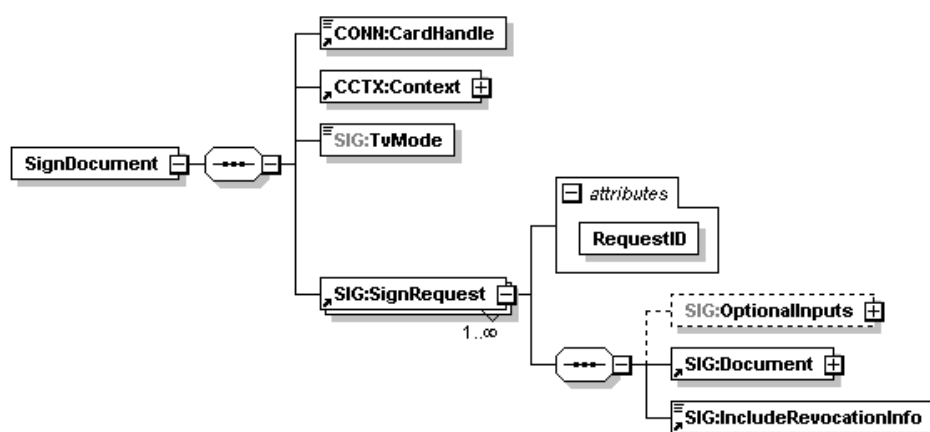 CONN:CardHandle
CCTX:Context
SIG:TvMode
SignDocument
attributes
RequestID
SIG:SignRequest
1..∞
SIG:OptionalInputs
SIG:Document
SIG:IncludeRevocationInfo